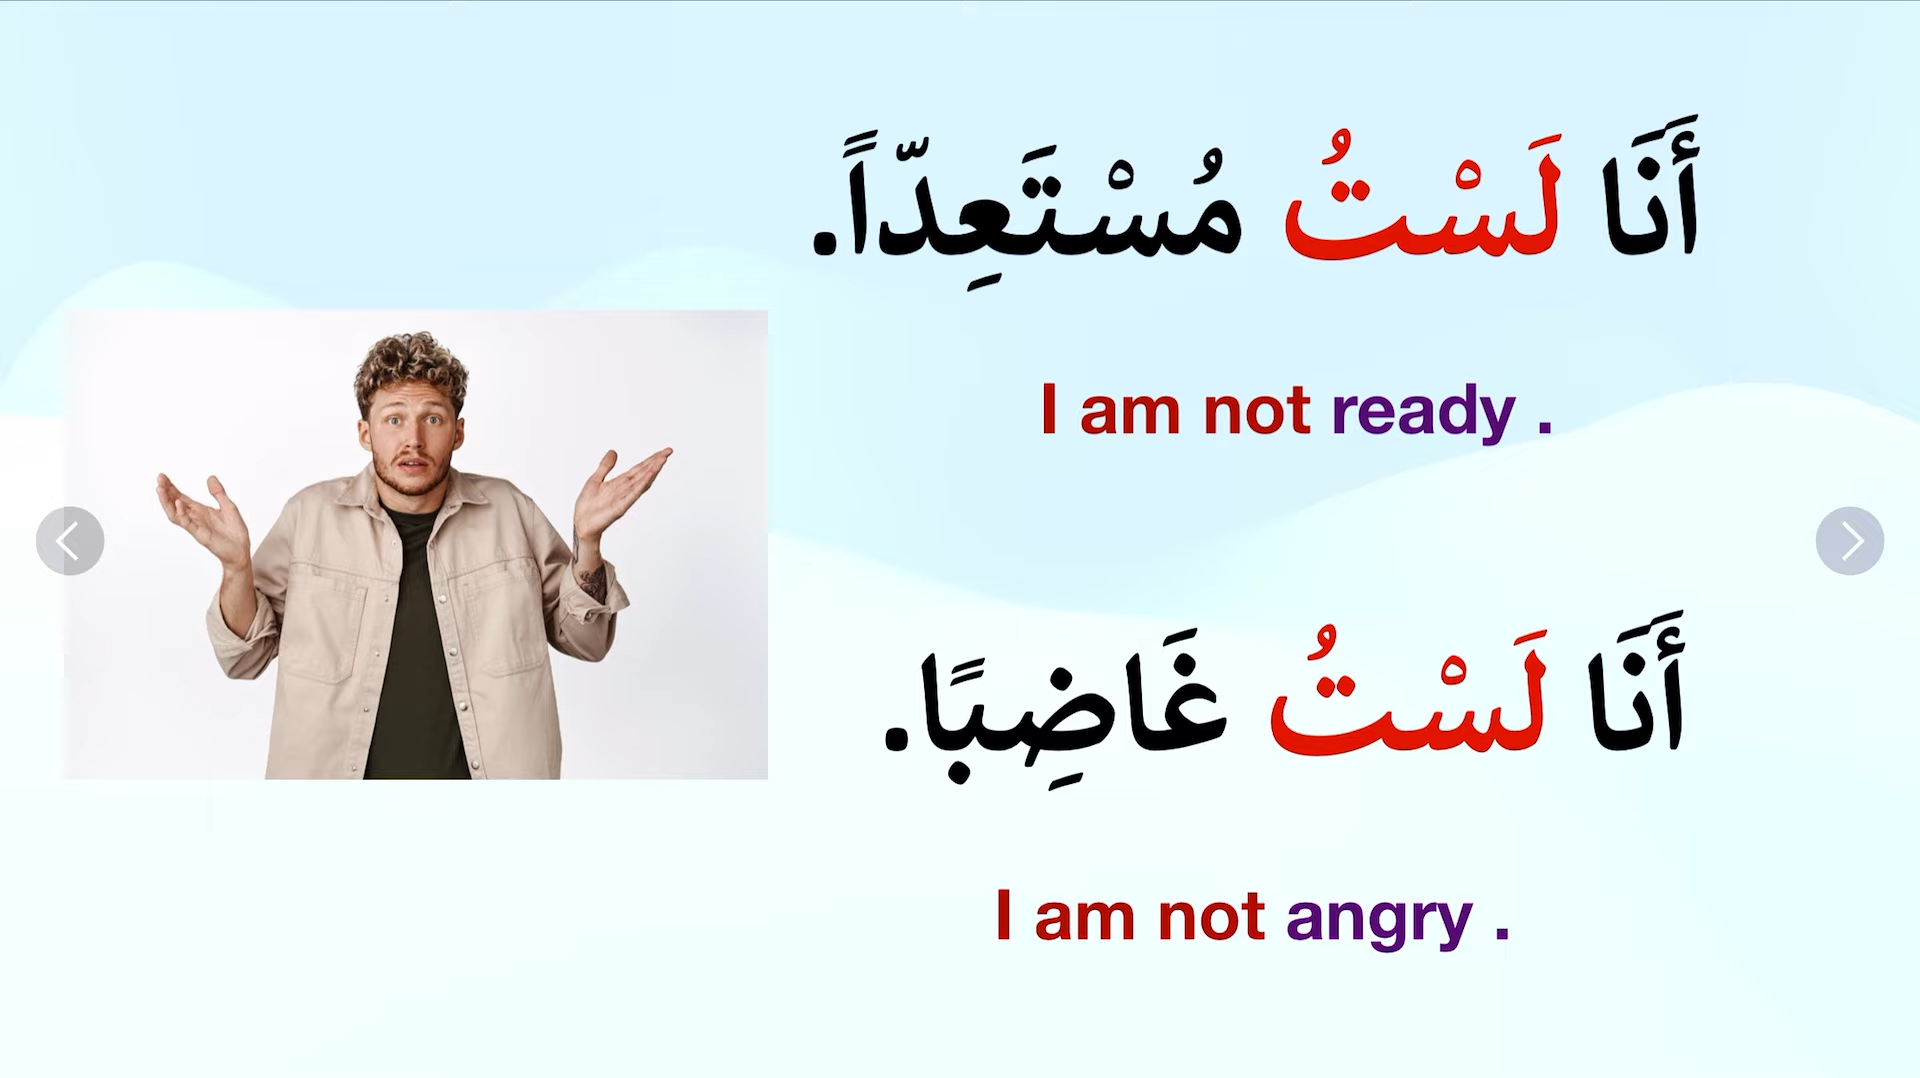 أَنَا لَسْتُ مُسْتَعِدّاً.
I am not ready .
أَنَا لَسْتُ غَاضِبًا.
I am not angry .